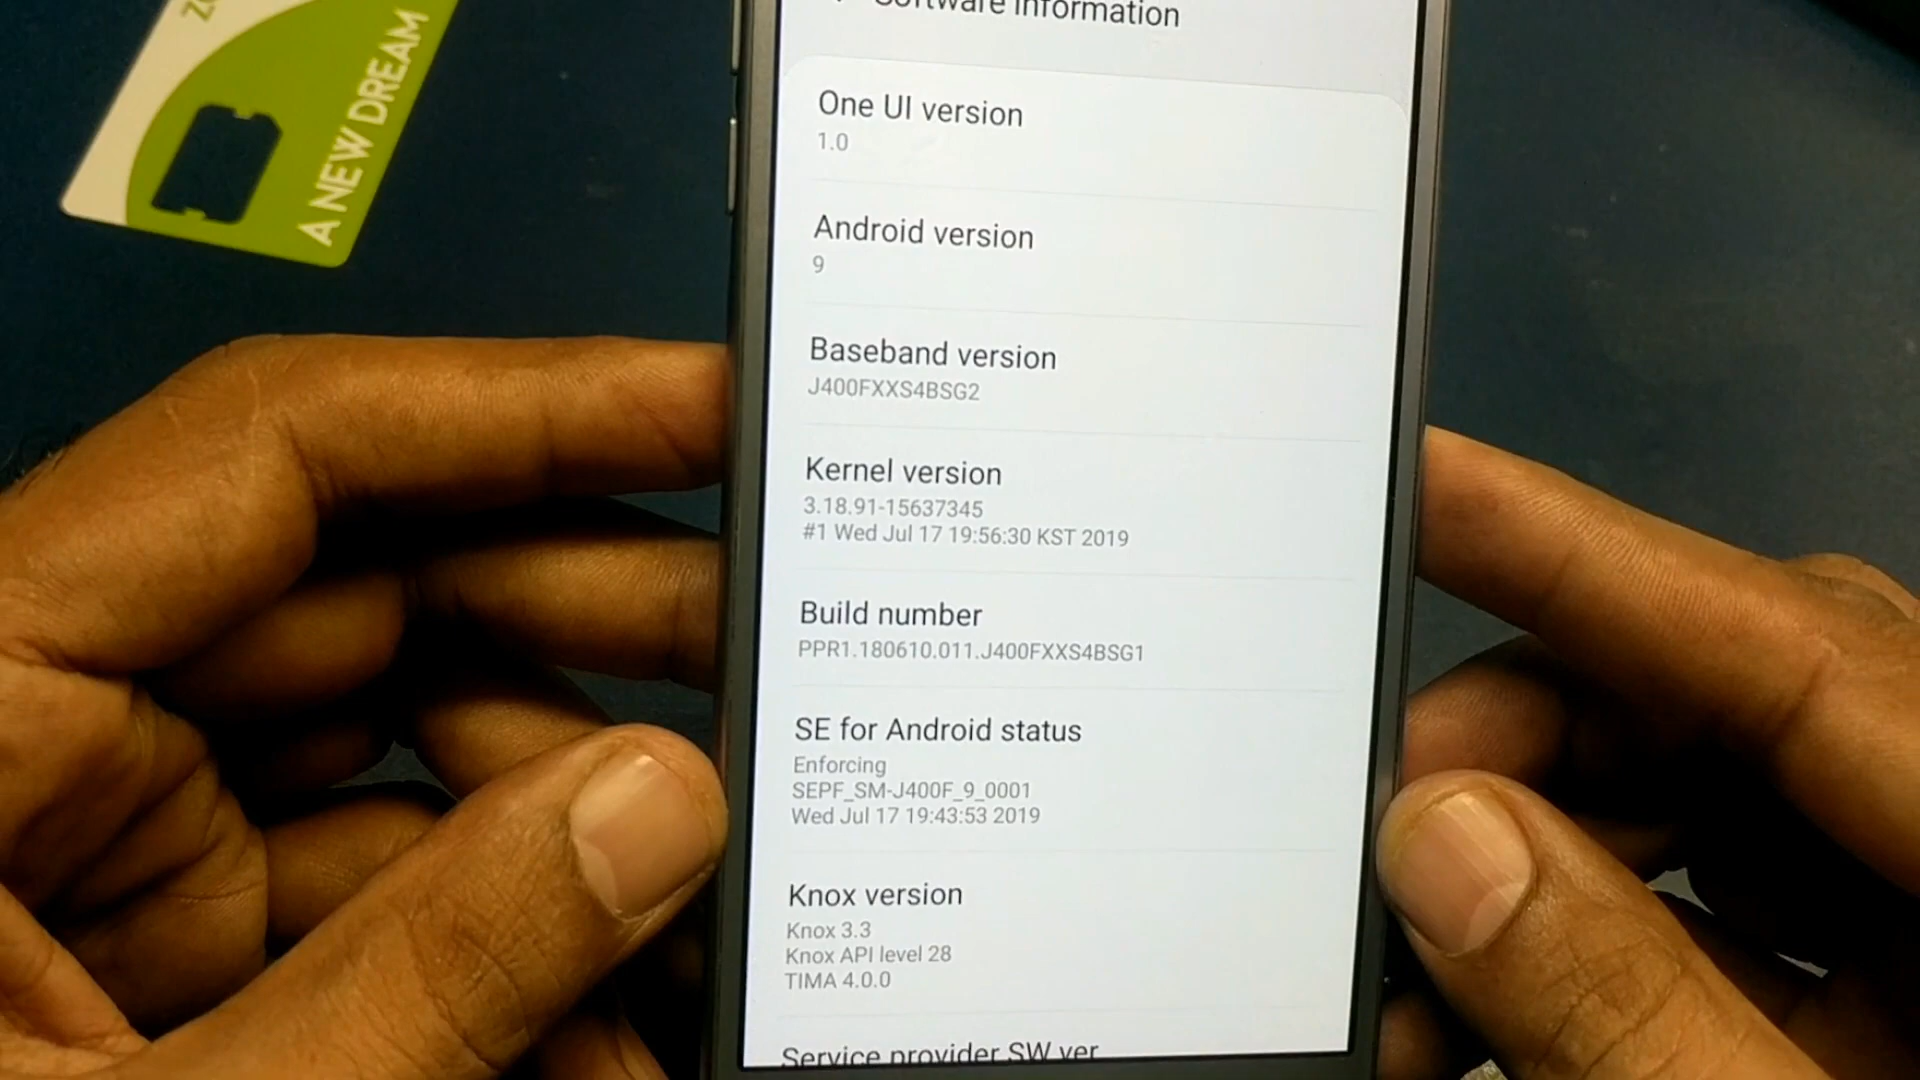 A NEW DREAM
Software information
One UI version
1.0
Android version
9
Baseband version
J400FXXS4BSG2
Kernel version
3.18.91-15637345
#1 Wed Jul 17 19:56:30 KST 2019
Build number
PPR1.180610.011.J400FXXS4BSG1
SE for Android status
Enforcing
SEPF_SM-J400F_9_0001
Wed Jul 17 19:43:53 2019
Knox version
Knox 3.3
Knox API level 28
TIMA 4.0.0
Service provider SW ver